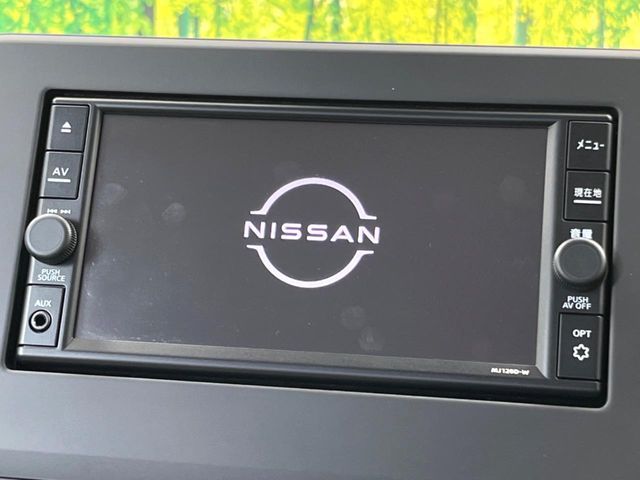 AV
PUSH
SOURCE
AUX
NISSAN
メニュー
現在地
音量
PUSH
AV OFF
OPT
MJ120D-W